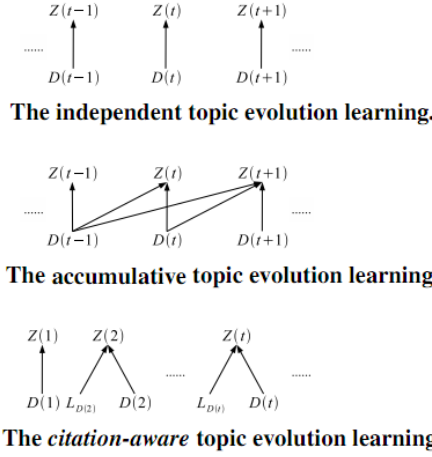 Z(t−1) Z(t) Z(t+1)
...... ......
D(t−1) D(t) D(t+1)
The independent topic evolution learning.
Z(t−1) Z(t) Z(t+1)
...... ......
D(t−1) D(t) D(t+1)
The accumulative topic evolution learning
Z(1) Z(2) Z(t)
...... ......
D(1) L_{D(2)} D(2) L_{D(t)} D(t)
The citation-aware topic evolution learning